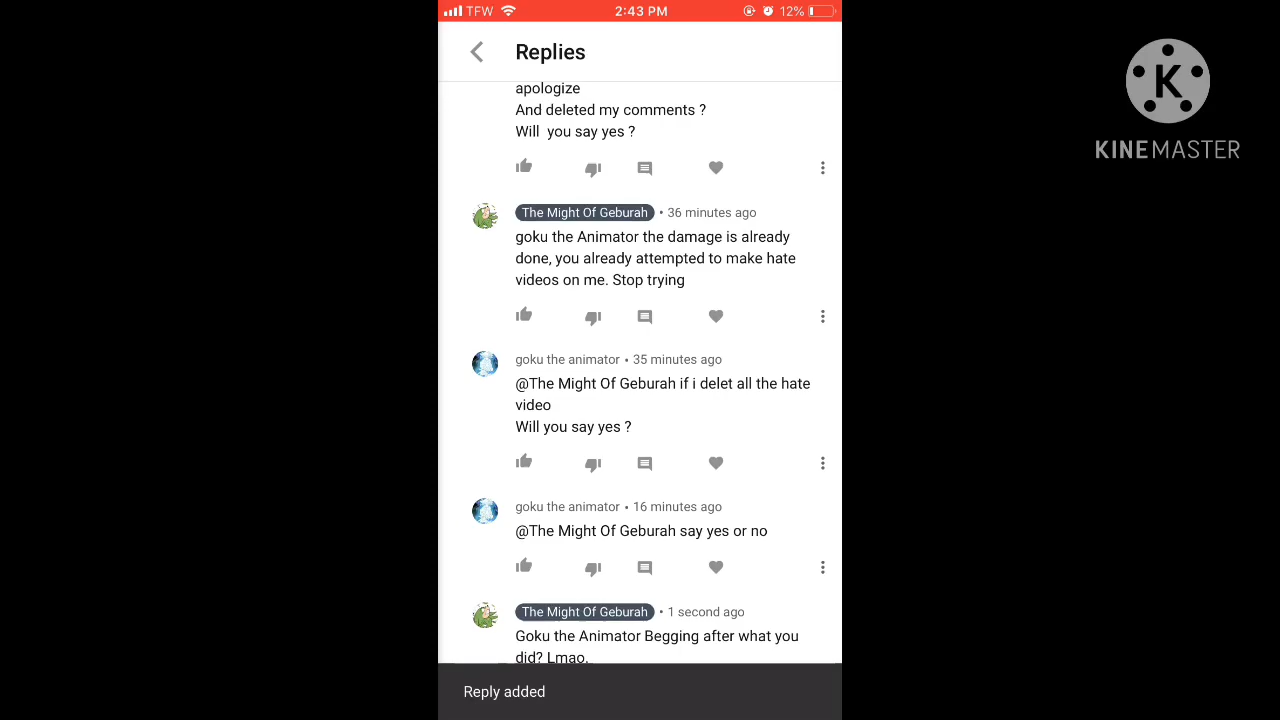 TFW
2:43 PM
12%
Replies
apologize
And deleted my comments ?
Will you say yes ?
The Might Of Geburah • 36 minutes ago
goku the Animator the damage is already
done, you already attempted to make hate
videos on me. Stop trying
goku the animator • 35 minutes ago
@The Might Of Geburah if i delet all the hate
video
Will you say yes ?
goku the animator • 16 minutes ago
@The Might Of Geburah say yes or no
The Might Of Geburah • 1 second ago
Goku the Animator Begging after what you
did? Lmao.
Reply added
K
KINEMASTER